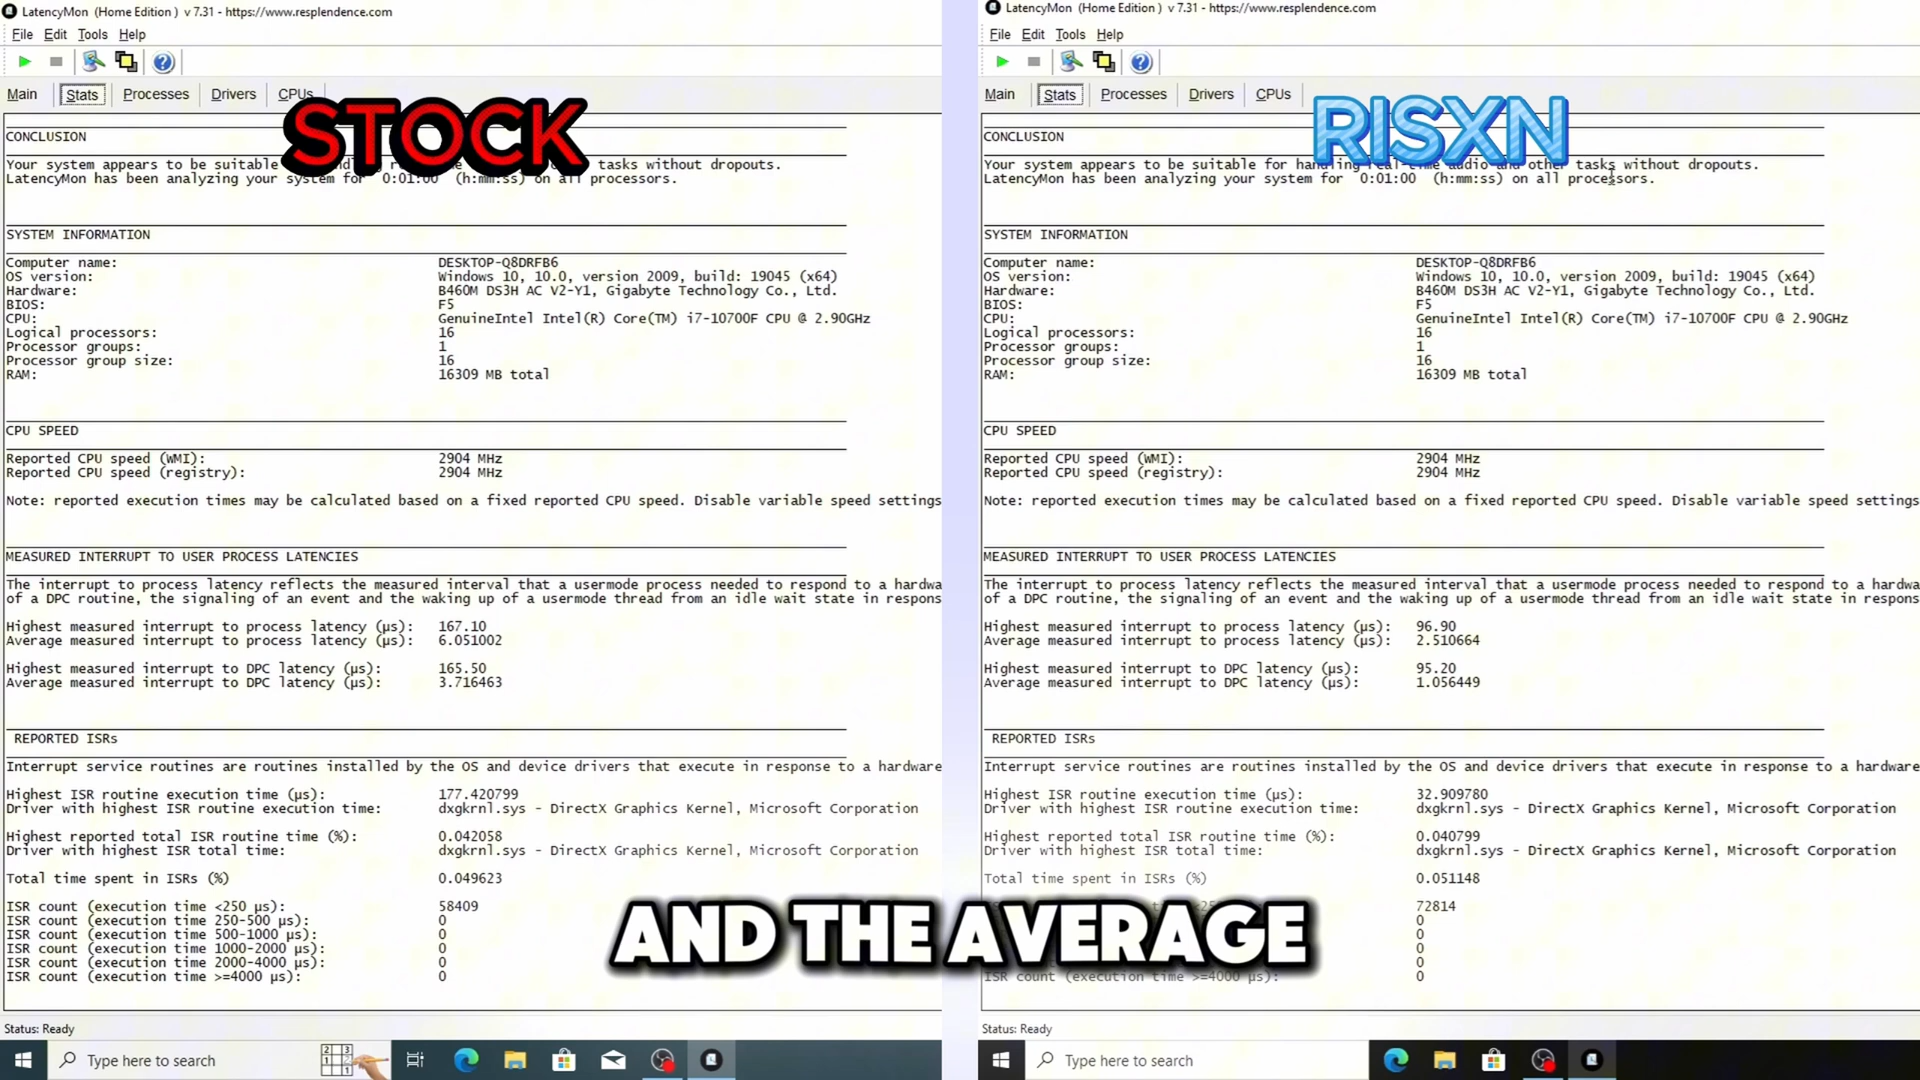 LatencyMon (Home Edition ) v 7.31 - https://www.resplendence.com
File Edit Tools Help
Main Stats Processes Drivers CPUs
STOCK
CONCLUSION
Your system appears to be suitable tasks without dropouts.
LatencyMon has been analyzing your system for 0:01:00 (h:mm:ss) on all processors.
SYSTEM INFORMATION
Computer name: DESKTOP-Q8DRFB6
OS version: Windows 10, 10.0, version 2009, build: 19045 (x64)
Hardware: B460M DS3H AC V2-Y1, Gigabyte Technology Co., Ltd.
BIOS: F5
CPU: GenuineIntel Intel(R) Core(TM) i7-10700F CPU @ 2.90GHz
Logical processors: 16
Processor groups: 1
Processor group size: 16
RAM: 16309 MB total
CPU SPEED
Reported CPU speed (WMI): 2904 MHz
Reported CPU speed (registry): 2904 MHz
Note: reported execution times may be calculated based on a fixed reported CPU speed. Disable variable speed settings
MEASURED INTERRUPT TO USER PROCESS LATENCIES
The interrupt to process latency reflects the measured interval that a usermode process needed to respond to a hardwa
of a DPC routine, the signaling of an event and the waking up of a usermode thread from an idle wait state in respons
Highest measured interrupt to process latency (µs): 167.10
Average measured interrupt to process latency (µs): 6.051002
Highest measured interrupt to DPC latency (µs): 165.50
Average measured interrupt to DPC latency (µs): 3.716463
REPORTED ISRs
Interrupt service routines are routines installed by the OS and device drivers that execute in response to a hardware
Highest ISR routine execution time (µs): 177.420799
Driver with highest ISR routine execution time: dxgkrnl.sys - DirectX Graphics Kernel, Microsoft Corporation
Highest reported total ISR routine time (%): 0.042058
Driver with highest ISR total time: dxgkrnl.sys - DirectX Graphics Kernel, Microsoft Corporation
Total time spent in ISRs (%) 0.049623
ISR count (execution time <250 µs): 58409
ISR count (execution time 250-500 µs): 0
ISR count (execution time 500-1000 µs): 0
ISR count (execution time 1000-2000 µs): 0
ISR count (execution time 2000-4000 µs): 0
ISR count (execution time >=4000 µs): 0
Status: Ready
Type here to search
LatencyMon (Home Edition ) v 7.31 - https://www.resplendence.com
File Edit Tools Help
Main Stats Processes Drivers CPUs
RISXN
CONCLUSION
Your system appears to be suitable for handling real-time audio and other tasks without dropouts.
LatencyMon has been analyzing your system for 0:01:00 (h:mm:ss) on all processors.
SYSTEM INFORMATION
Computer name: DESKTOP-Q8DRFB6
OS version: Windows 10, 10.0, version 2009, build: 19045 (x64)
Hardware: B460M DS3H AC V2-Y1, Gigabyte Technology Co., Ltd.
BIOS: F5
CPU: GenuineIntel Intel(R) Core(TM) i7-10700F CPU @ 2.90GHz
Logical processors: 16
Processor groups: 1
Processor group size: 16
RAM: 16309 MB total
CPU SPEED
Reported CPU speed (WMI): 2904 MHz
Reported CPU speed (registry): 2904 MHz
Note: reported execution times may be calculated based on a fixed reported CPU speed. Disable variable speed settings
MEASURED INTERRUPT TO USER PROCESS LATENCIES
The interrupt to process latency reflects the measured interval that a usermode process needed to respond to a hardwa
of a DPC routine, the signaling of an event and the waking up of a usermode thread from an idle wait state in respons
Highest measured interrupt to process latency (µs): 96.90
Average measured interrupt to process latency (µs): 2.510664
Highest measured interrupt to DPC latency (µs): 95.20
Average measured interrupt to DPC latency (µs): 1.056449
REPORTED ISRs
Interrupt service routines are routines installed by the OS and device drivers that execute in response to a hardware
Highest ISR routine execution time (µs): 32.909780
Driver with highest ISR routine execution time: dxgkrnl.sys - DirectX Graphics Kernel, Microsoft Corporation
Highest reported total ISR routine time (%): 0.040799
Driver with highest ISR total time: dxgkrnl.sys - DirectX Graphics Kernel, Microsoft Corporation
Total time spent in ISRs (%) 0.051148
72814
0
0
0
0
ISR count (execution time >=4000 µs): 0
Status: Ready
Type here to search
AND THE AVERAGE